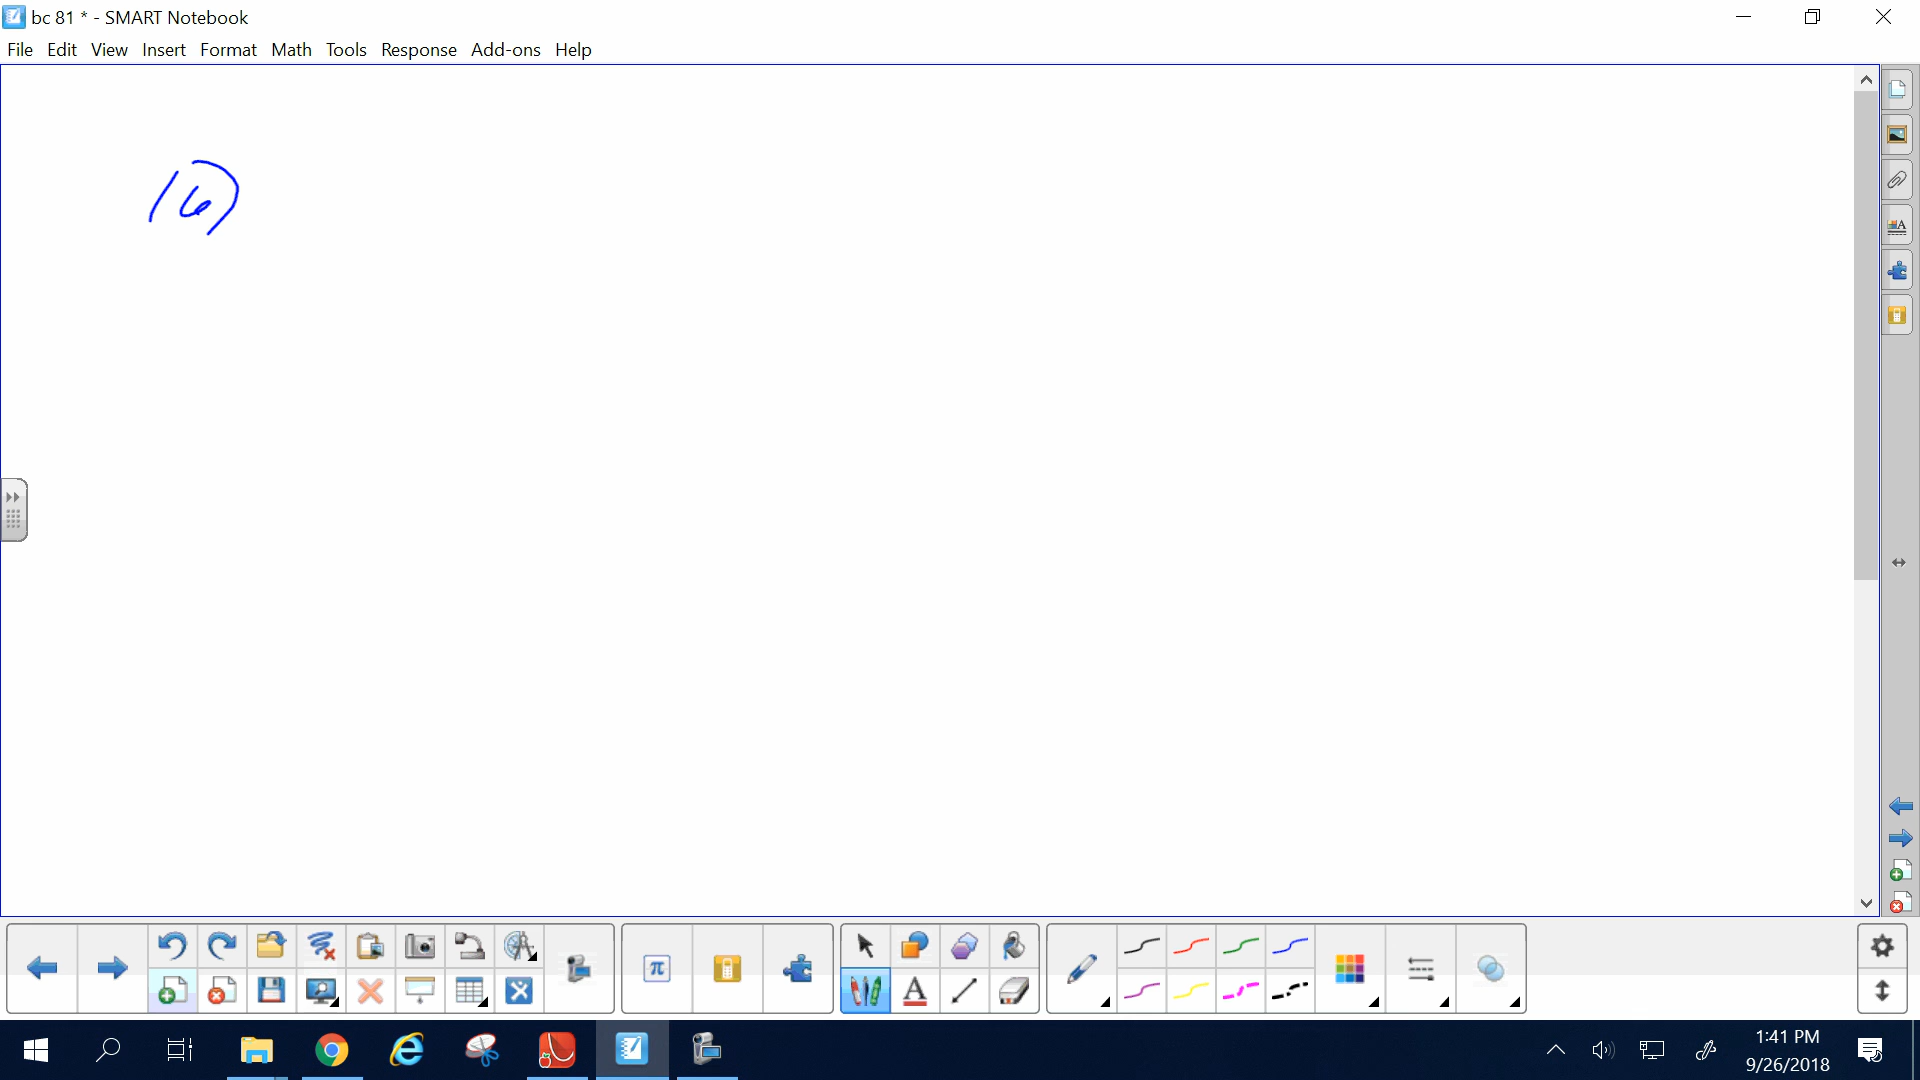 bc 81 * - SMART Notebook
File Edit View Insert Format Math Tools Response Add-ons Help
16)
1:41 PM
9/26/2018